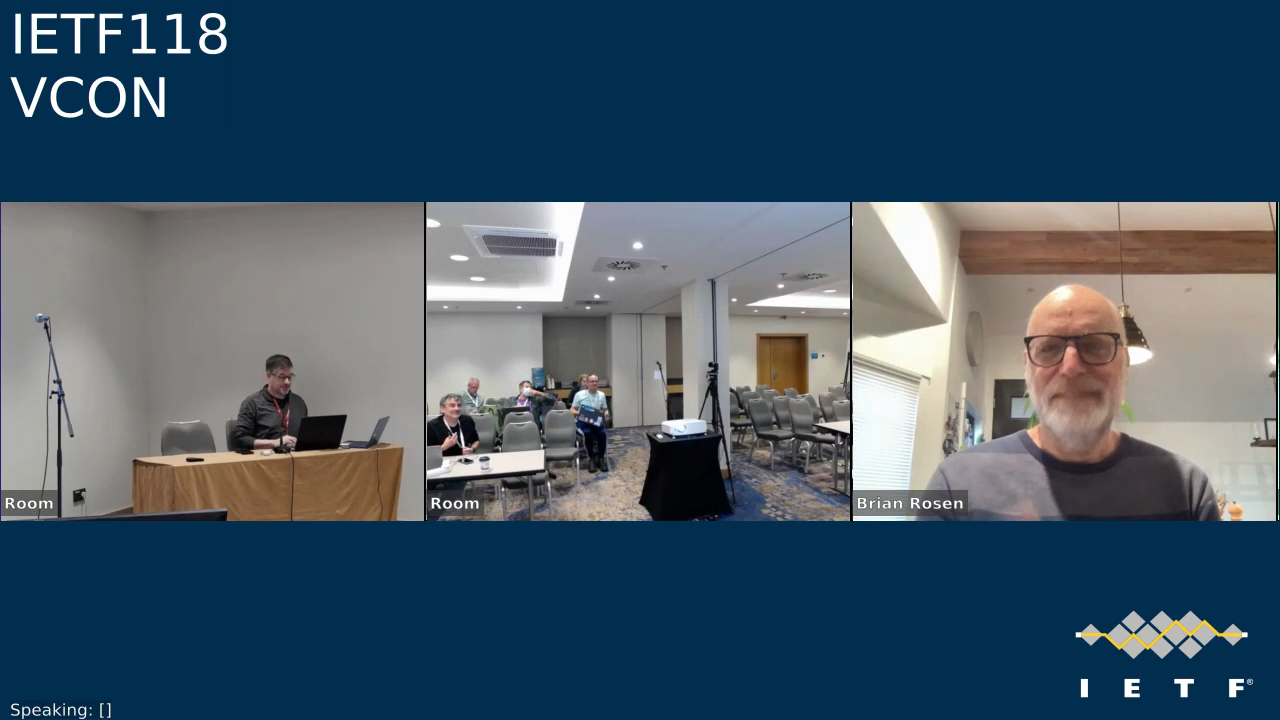 IETF118
VCON
Room
Room
Brian Rosen
I E T F®
Speaking: []